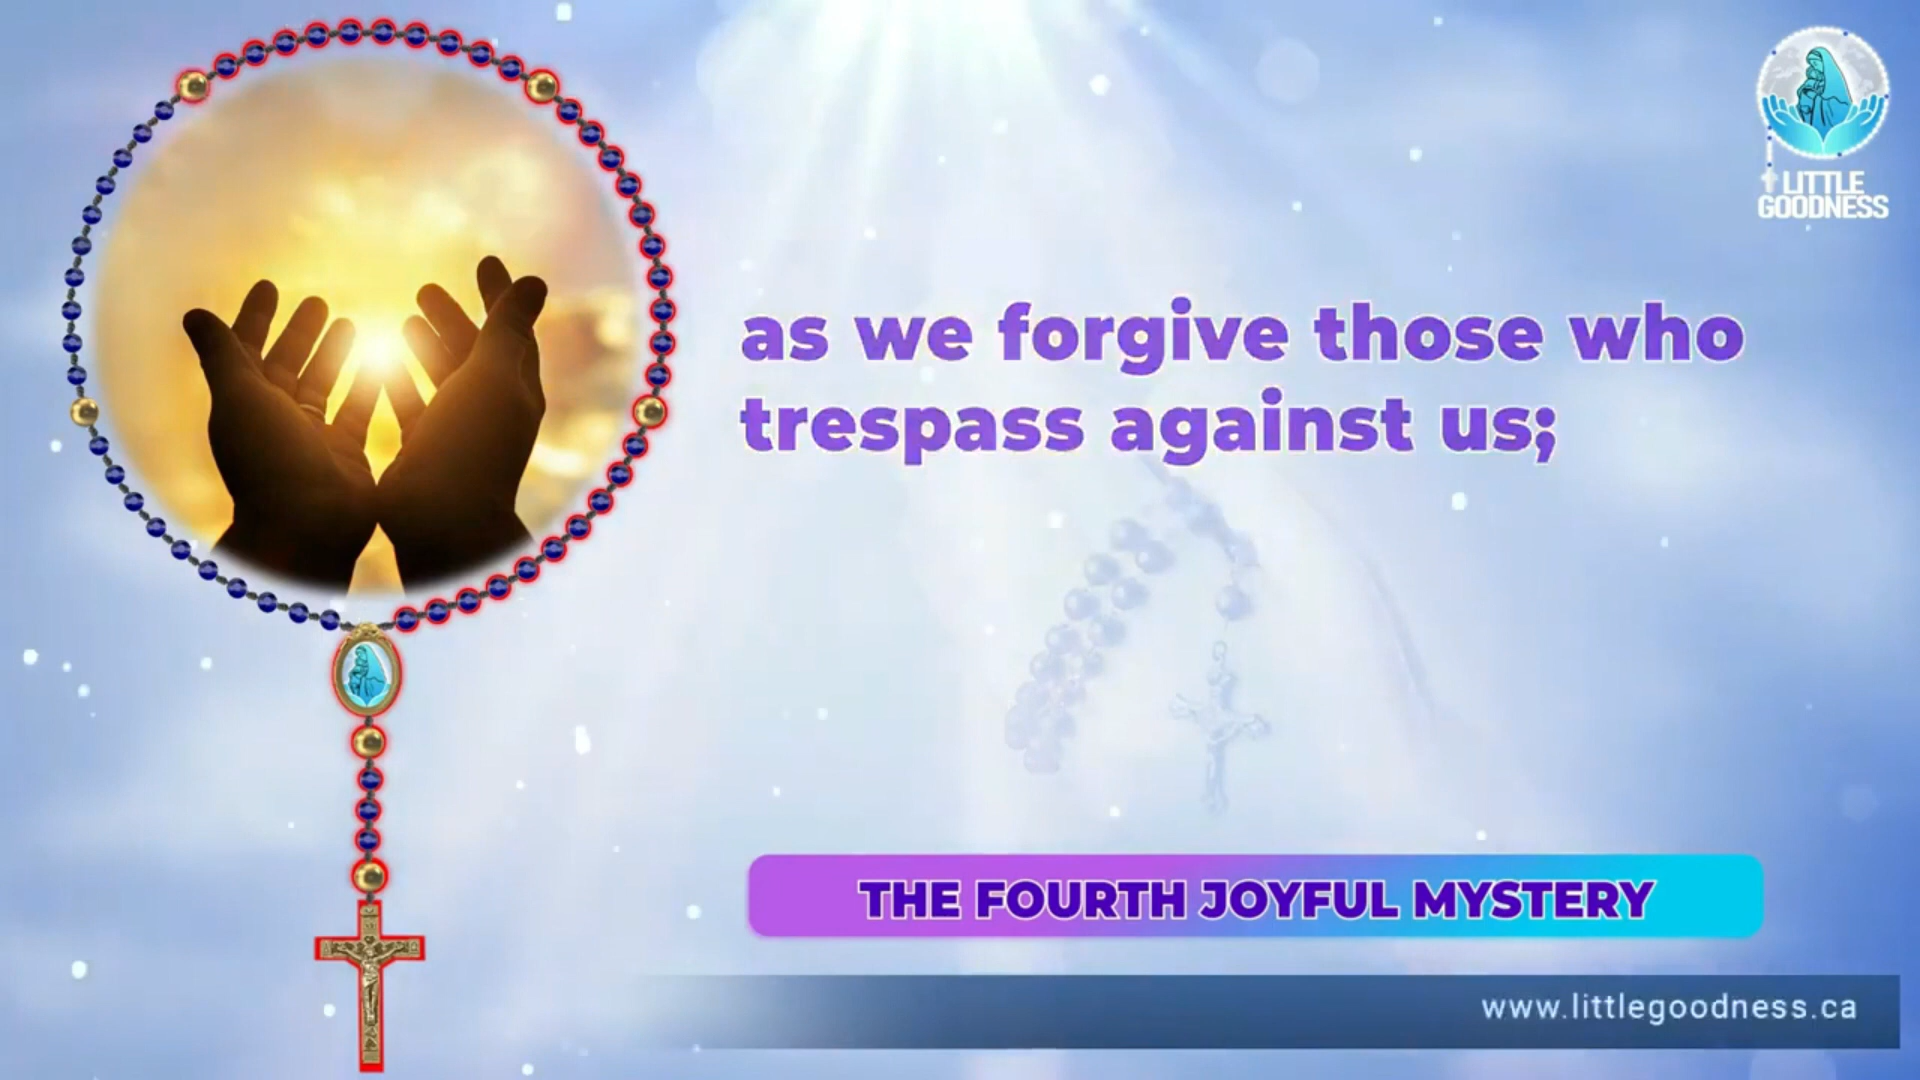 LITTLE
GOODNESS
as we forgive those who
trespass against us;
THE FOURTH JOYFUL MYSTERY
www.littlegoodness.ca